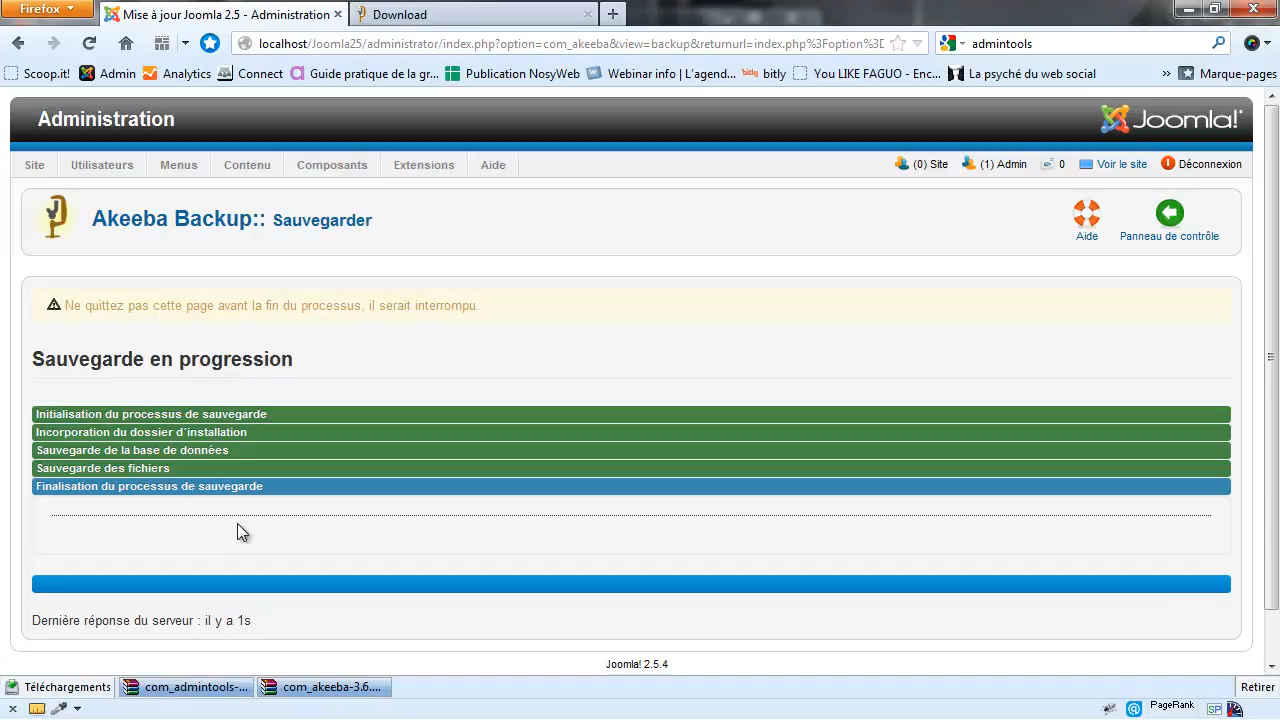 Firefox
Mise à jour Joomla 2.5 - Administration
Download
localhost/Joomla25/administrator/index.php?option=com_akeeba&view=backup&returnurl=index.php%3Foption%3D
admintools
Scoop.it!
Admin
Analytics
Connect
Guide pratique de la gr...
Publication NosyWeb
Webinar info | L'agend...
bitly
bitly
You LIKE FAGUO - Enc...
La psyché du web social
»
Marque-pages
Administration
Joomla!
Site
Utilisateurs
Menus
Contenu
Composants
Extensions
Aide
(0) Site
(1) Admin
0
Voir le site
Déconnexion
Akeeba Backup:: Sauvegarder
Aide
Panneau de contrôle
Ne quittez pas cette page avant la fin du processus, il serait interrompu.
Sauvegarde en progression
Initialisation du processus de sauvegarde
Incorporation du dossier d´installation
Sauvegarde de la base de données
Sauvegarde des fichiers
Finalisation du processus de sauvegarde
Dernière réponse du serveur : il y a 1s
Joomla! 2.5.4
Téléchargements
com_admintools-...
com_akeeba-3.6....
Retirer
PageRank
SP